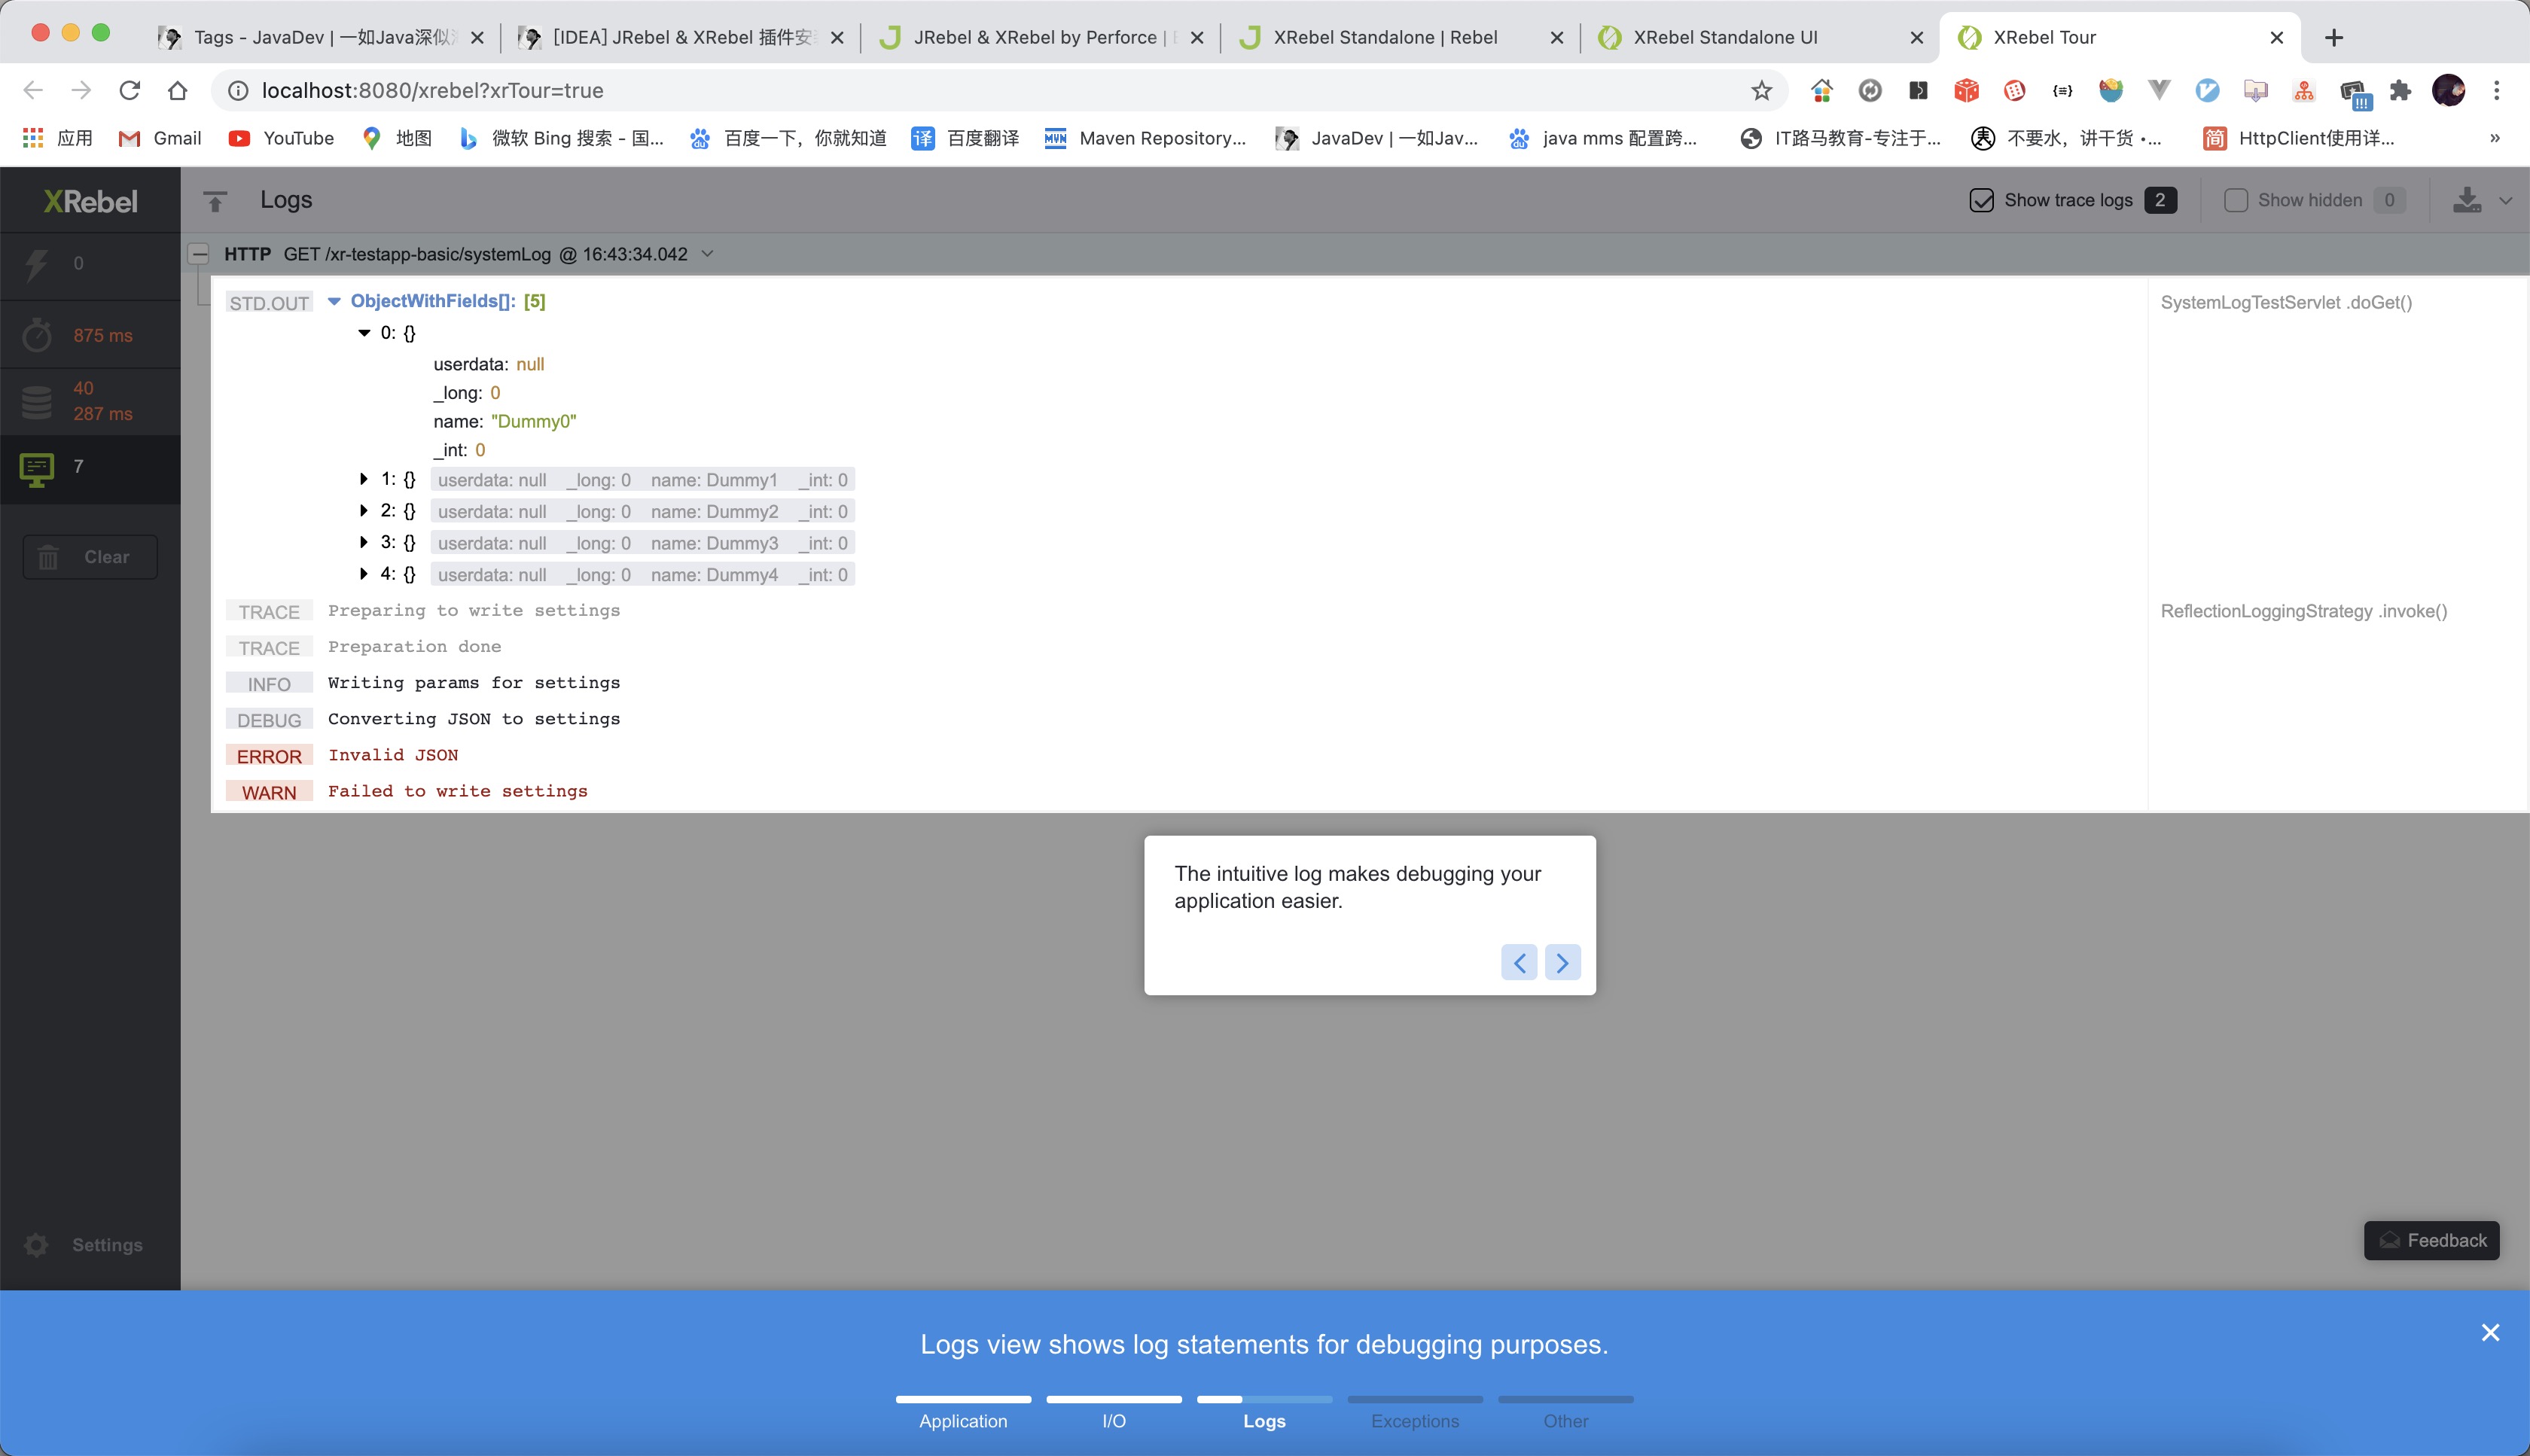 Tags - JavaDev | 一如Java深似
[IDEA] JRebel & XRebel 插件安
JRebel & XRebel by Perforce |
XRebel Standalone | Rebel
XRebel Standalone UI
XRebel Tour
localhost:8080/xrebel?xrTour=true
应用
Gmail
YouTube
地图
微软 Bing 搜索 - 国...
百度一下，你就知道
译 百度翻译
MVN Maven Repository...
JavaDev | 一如Jav...
java mms 配置跨...
IT路马教育-专注于...
不要水，讲干货 •...
简 HttpClient使用详...
»
XRebel
Logs
Show trace logs 2
Show hidden 0
0
HTTP GET /xr-testapp-basic/systemLog @ 16:43:34.042
875 ms
40
287 ms
7
Clear
STD.OUT ObjectWithFields[]: [5]
SystemLogTestServlet .doGet()
0: {}
userdata: null
_long: 0
name: "Dummy0"
_int: 0
1: {} userdata: null _long: 0 name: Dummy1 _int: 0
2: {} userdata: null _long: 0 name: Dummy2 _int: 0
3: {} userdata: null _long: 0 name: Dummy3 _int: 0
4: {} userdata: null _long: 0 name: Dummy4 _int: 0
TRACE Preparing to write settings
ReflectionLoggingStrategy .invoke()
TRACE Preparation done
INFO Writing params for settings
DEBUG Converting JSON to settings
ERROR Invalid JSON
WARN Failed to write settings
The intuitive log makes debugging your
application easier.
Settings
Feedback
Logs view shows log statements for debugging purposes.
Application
I/O
Logs
Exceptions
Other